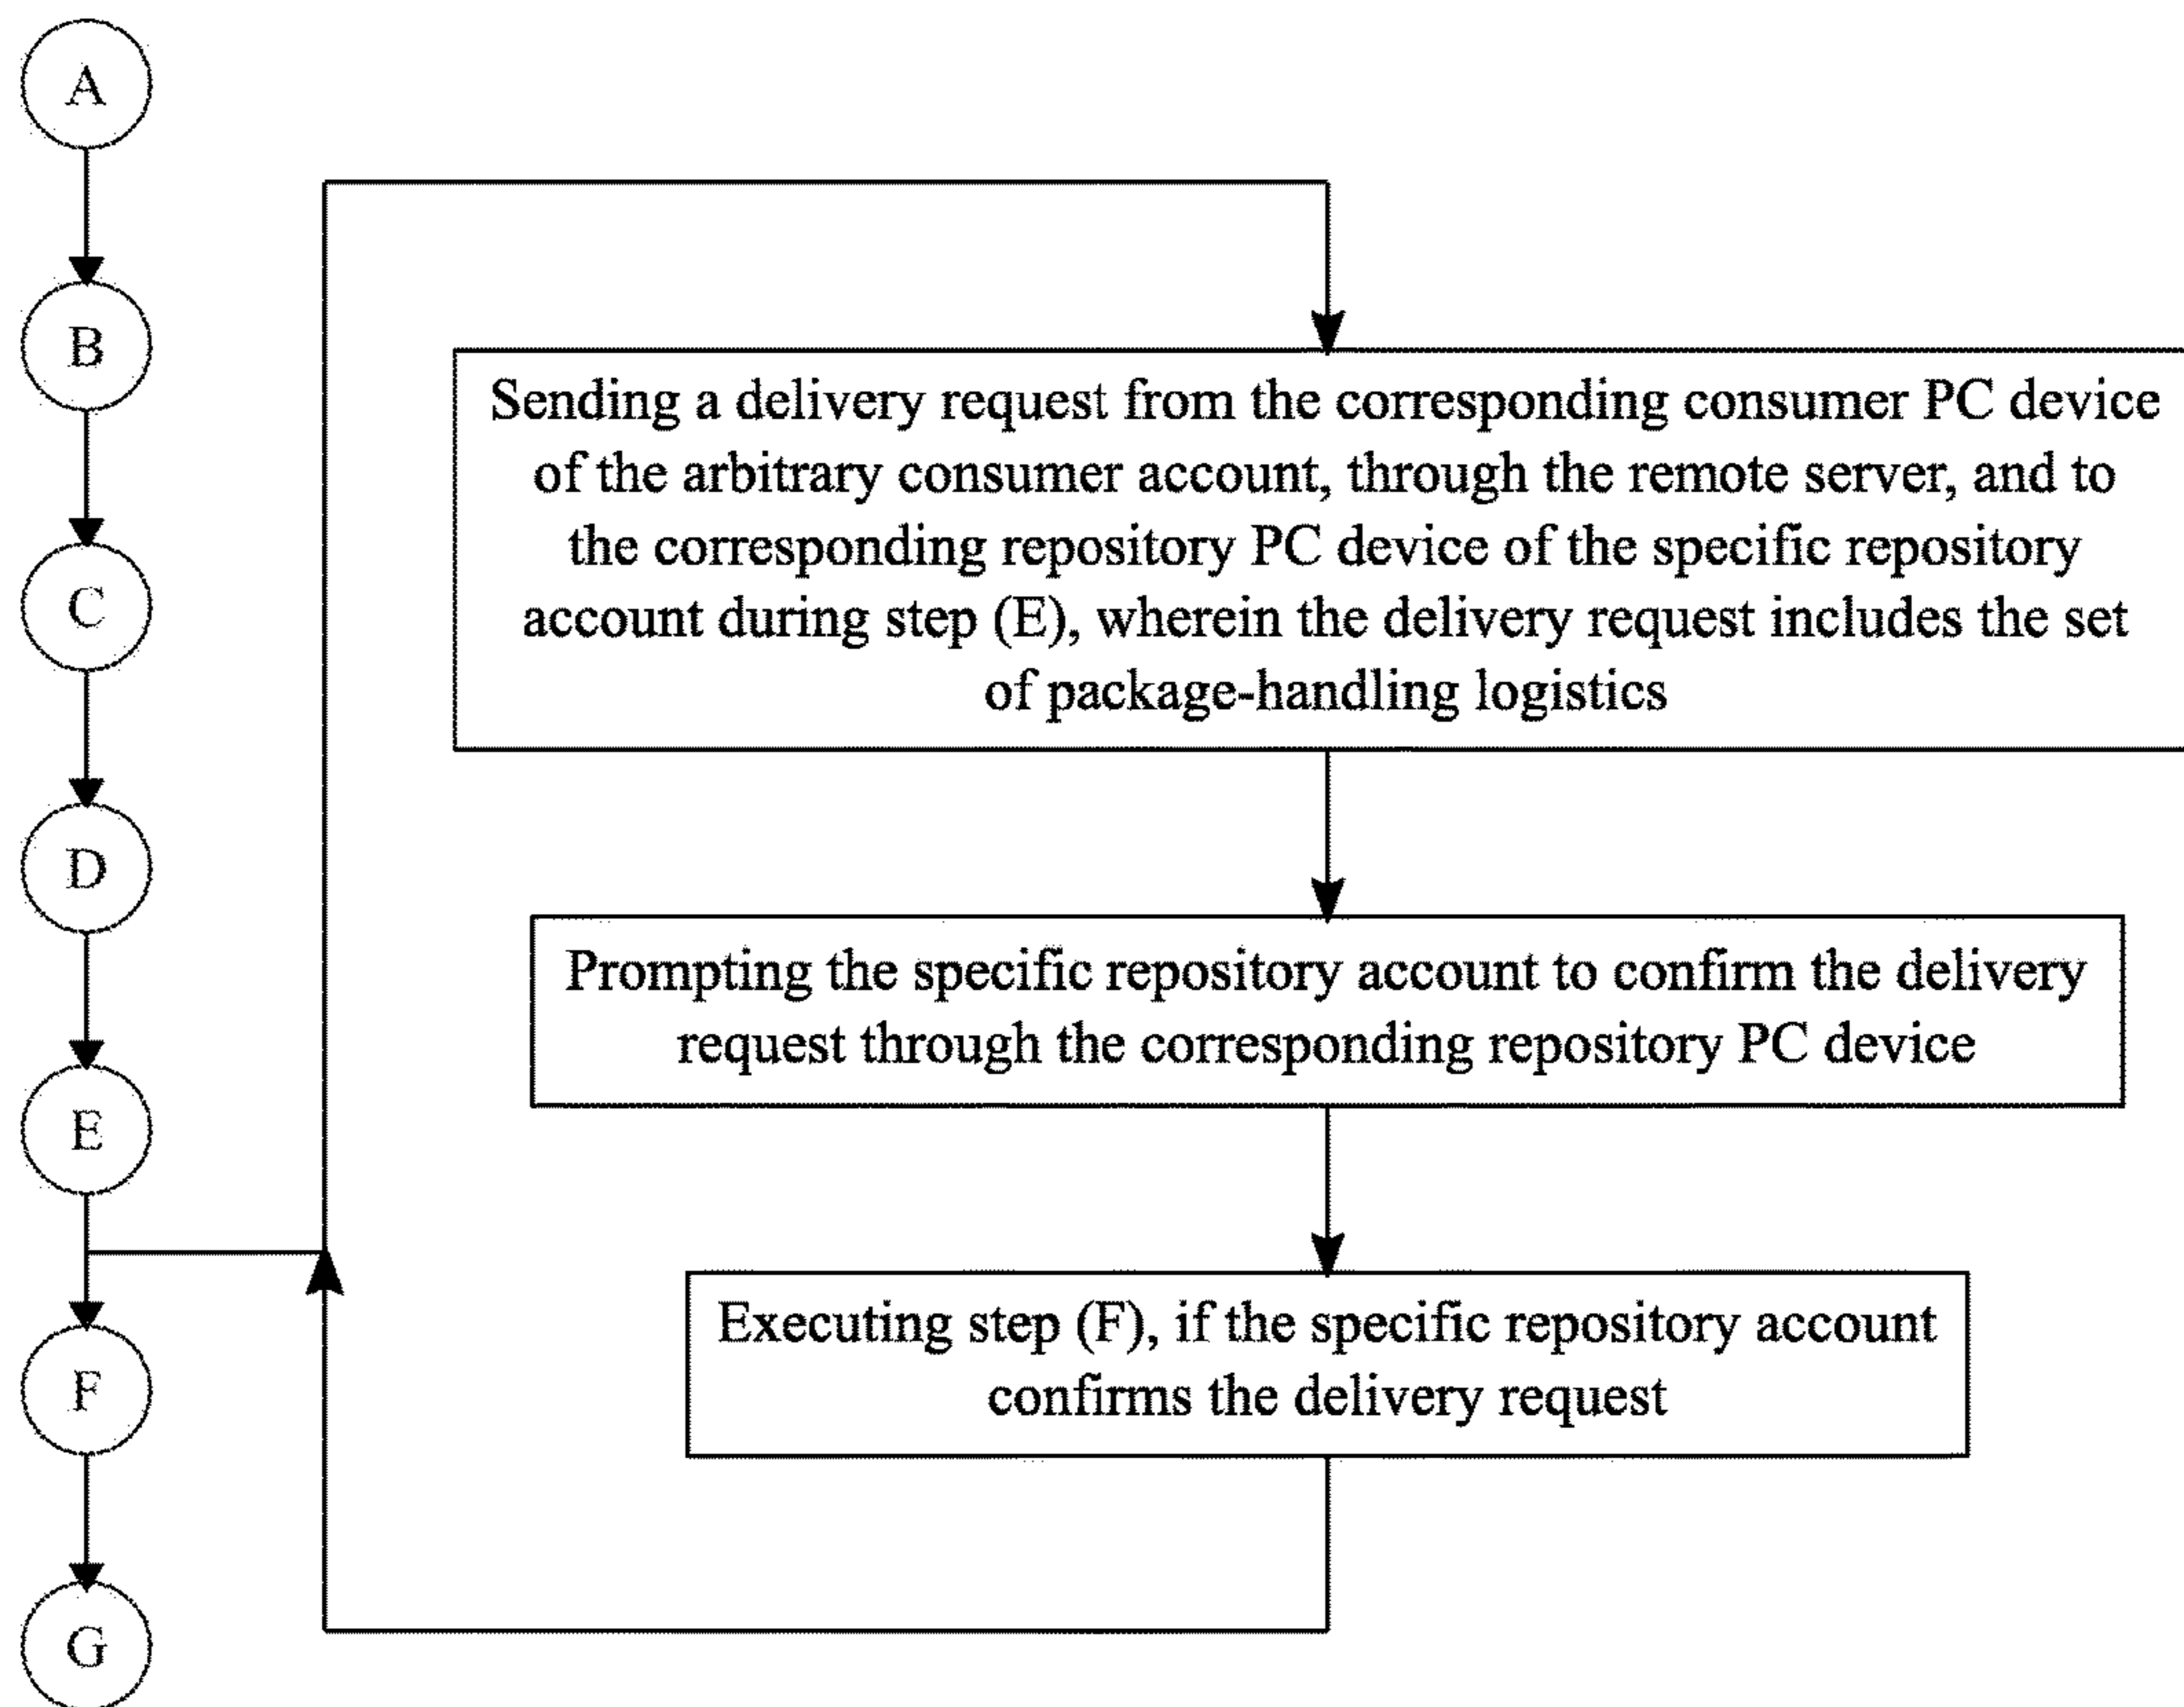 A
B
C
D
E
F
G
Sending a delivery request from the corresponding consumer PC device
of the arbitrary consumer account, through the remote server, and to
the corresponding repository PC device of the specific repository
account during step (E), wherein the delivery request includes the set
of package-handling logistics
Prompting the specific repository account to confirm the delivery
request through the corresponding repository PC device
Executing step (F), if the specific repository account
confirms the delivery request